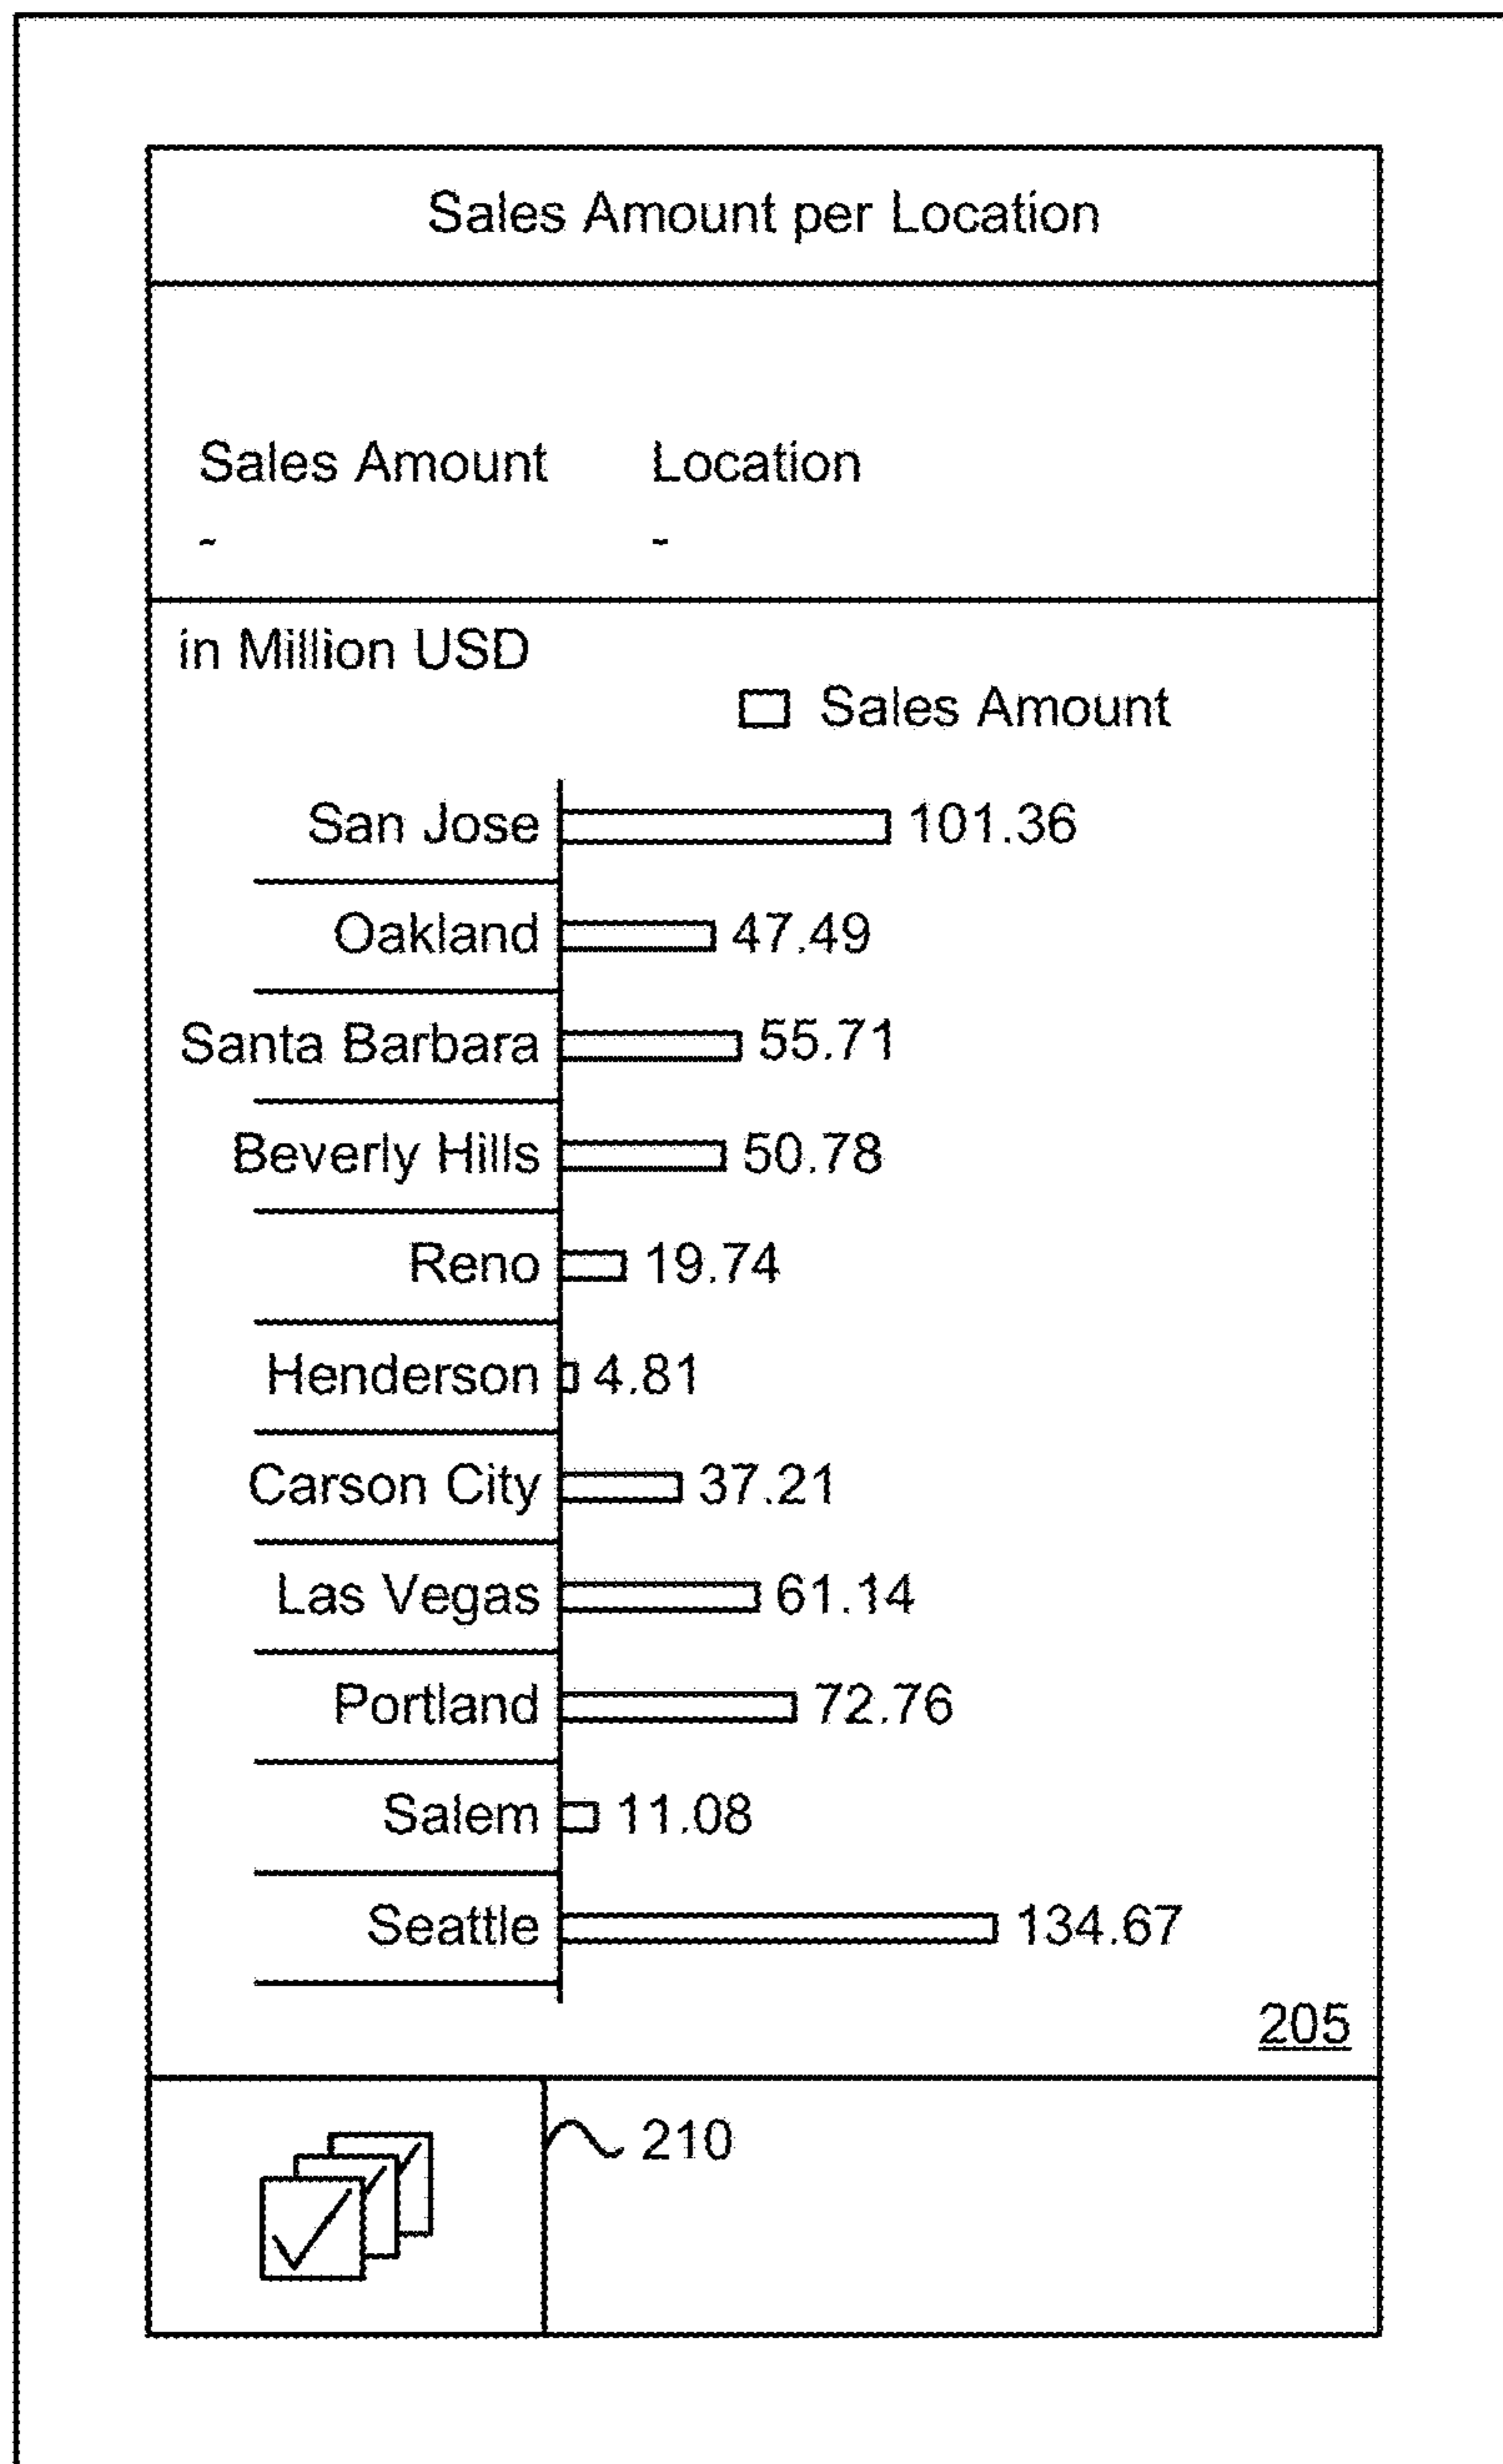 Sales Amount per Location
Sales Amount Location
- -
in Million USD
Sales Amount
San Jose 101.36
Oakland 47.49
Santa Barbara 55.71
Beverly Hills 50.78
Reno 19.74
Henderson 4.81
Carson City 37.21
Las Vegas 61.14
Portland 72.76
Salem 11.08
Seattle 134.67
205
210